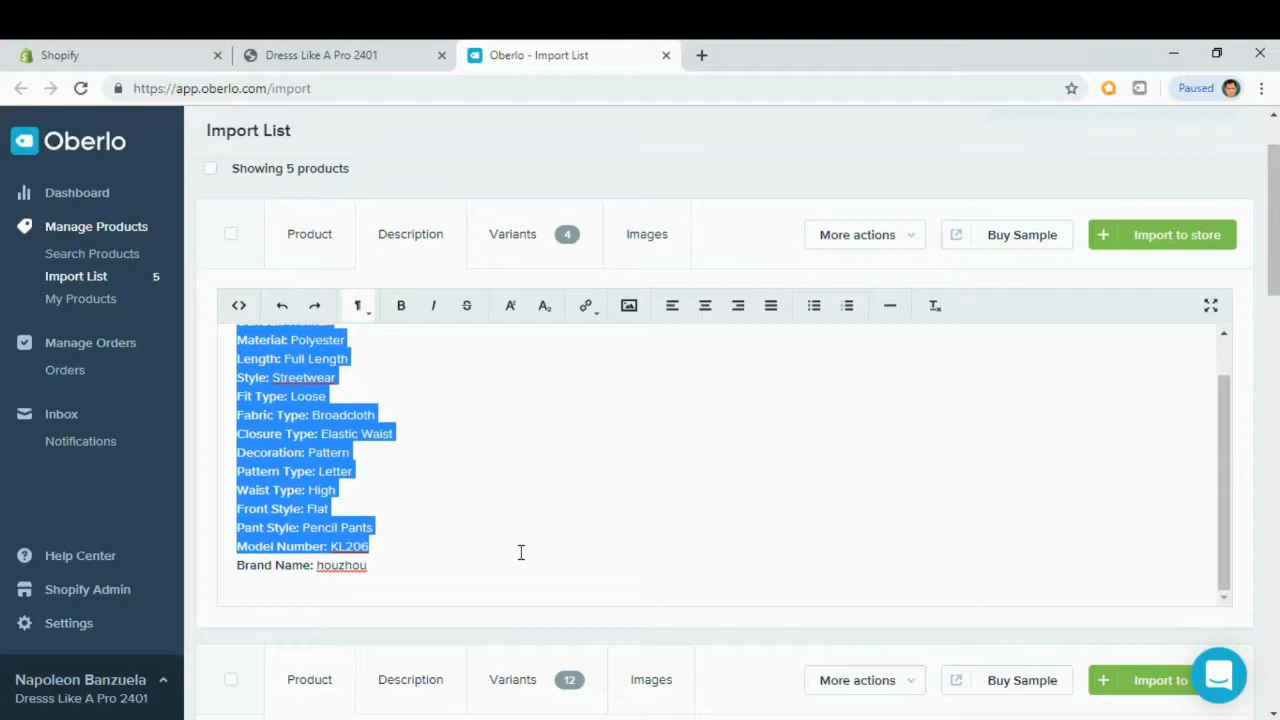 Shopify
Dresss Like A Pro 2401
Oberlo - Import List
https://app.oberlo.com/import
Paused
Oberlo
Dashboard
Manage Products
Search Products
Import List 5
My Products
Manage Orders
Orders
Inbox
Notifications
Help Center
Shopify Admin
Settings
Napoleon Banzuela
Dresss Like A Pro 2401
Import List
Showing 5 products
Product
Description
Variants 4
Images
More actions
Buy Sample
Import to store
Material: Polyester
Length: Full Length
Style: Streetwear
Fit Type: Loose
Fabric Type: Broadcloth
Closure Type: Elastic Waist
Decoration: Pattern
Pattern Type: Letter
Waist Type: High
Front Style: Flat
Pant Style: Pencil Pants
Model Number: KL206
Brand Name: houzhou
Product
Description
Variants 12
Images
More actions
Buy Sample
Import to